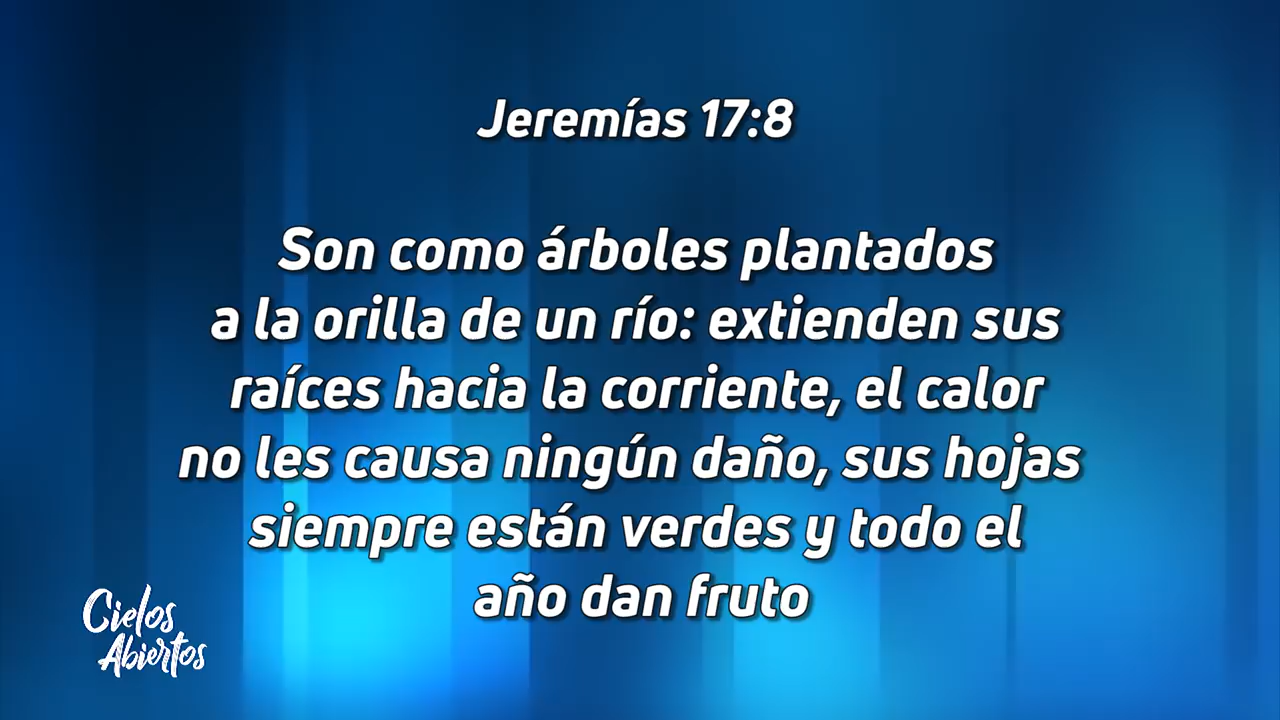 Jeremías 17:8
Son como árboles plantados
a la orilla de un río: extienden sus
raíces hacia la corriente, el calor
no les causa ningún daño, sus hojas
siempre están verdes y todo el
año dan fruto
Cielos
Abiertos